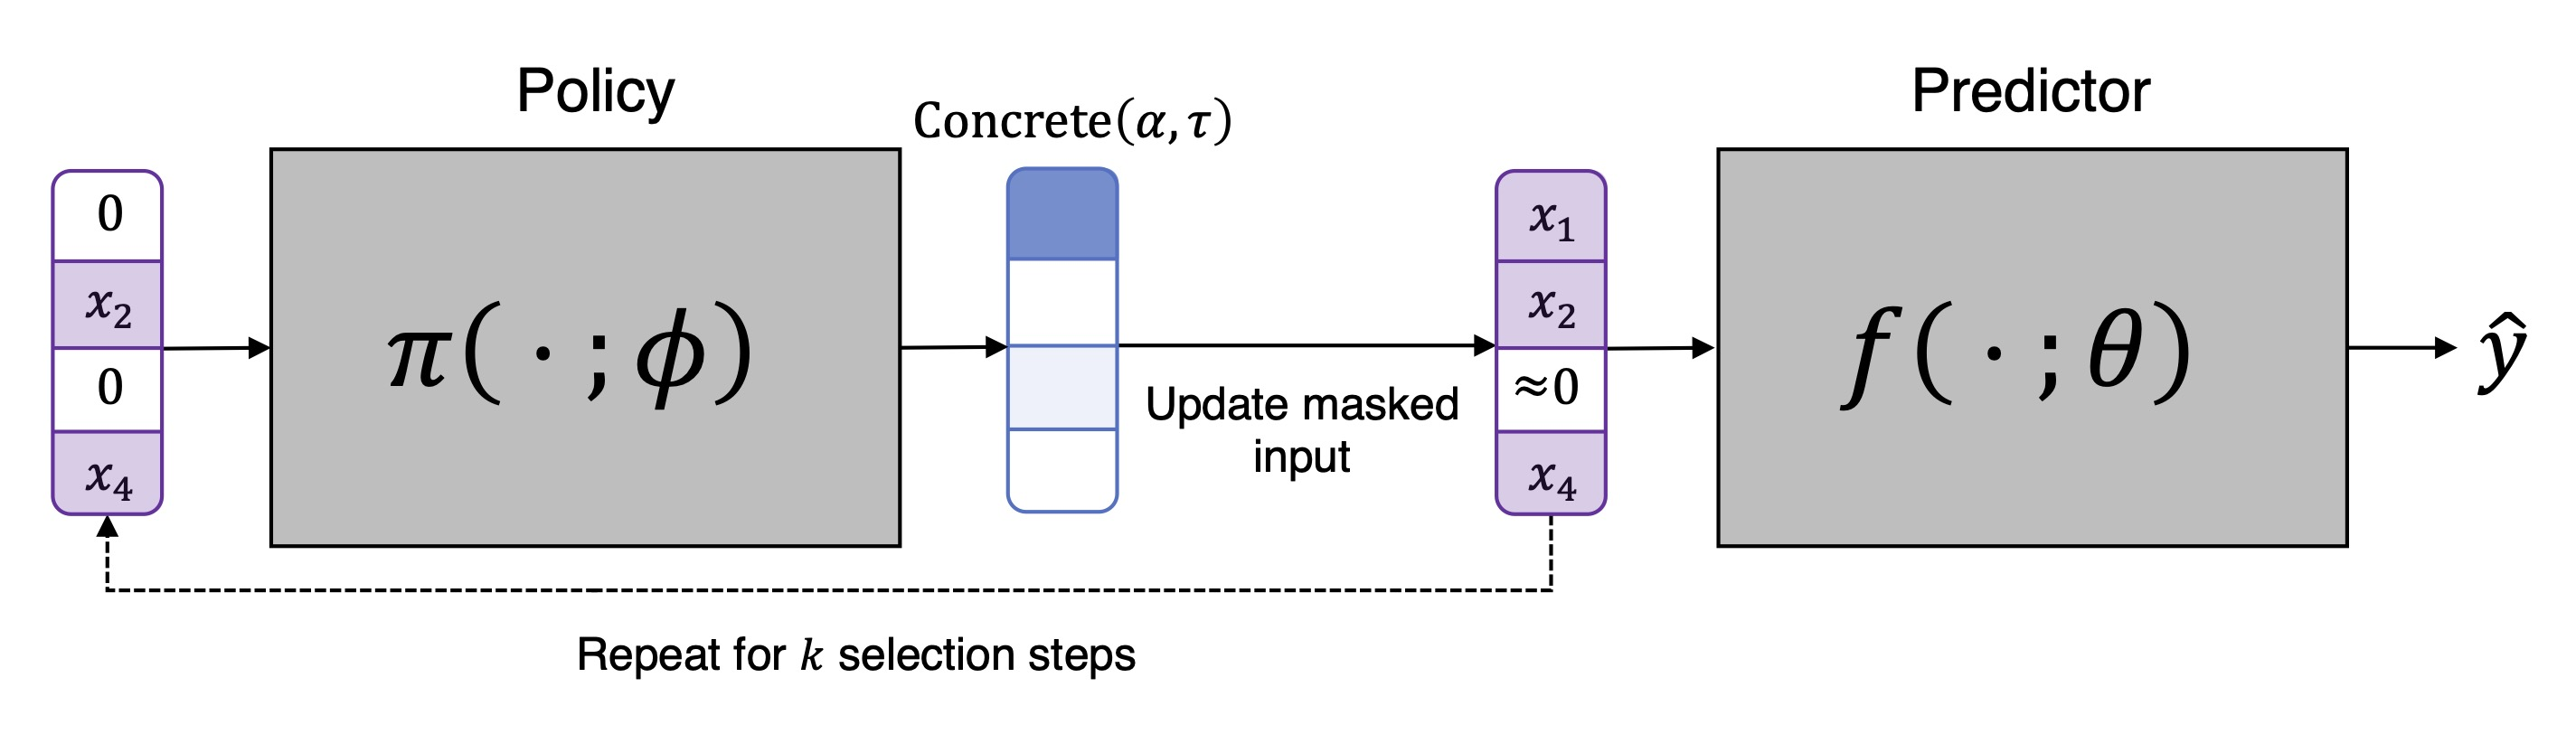 Policy
Predictor
Concrete(α, τ)
0
x₂
0
x₄
π( · ; ϕ)
Update masked
input
x₁
x₂
≈0
x₄
f( · ; θ)
ŷ
Repeat for k selection steps